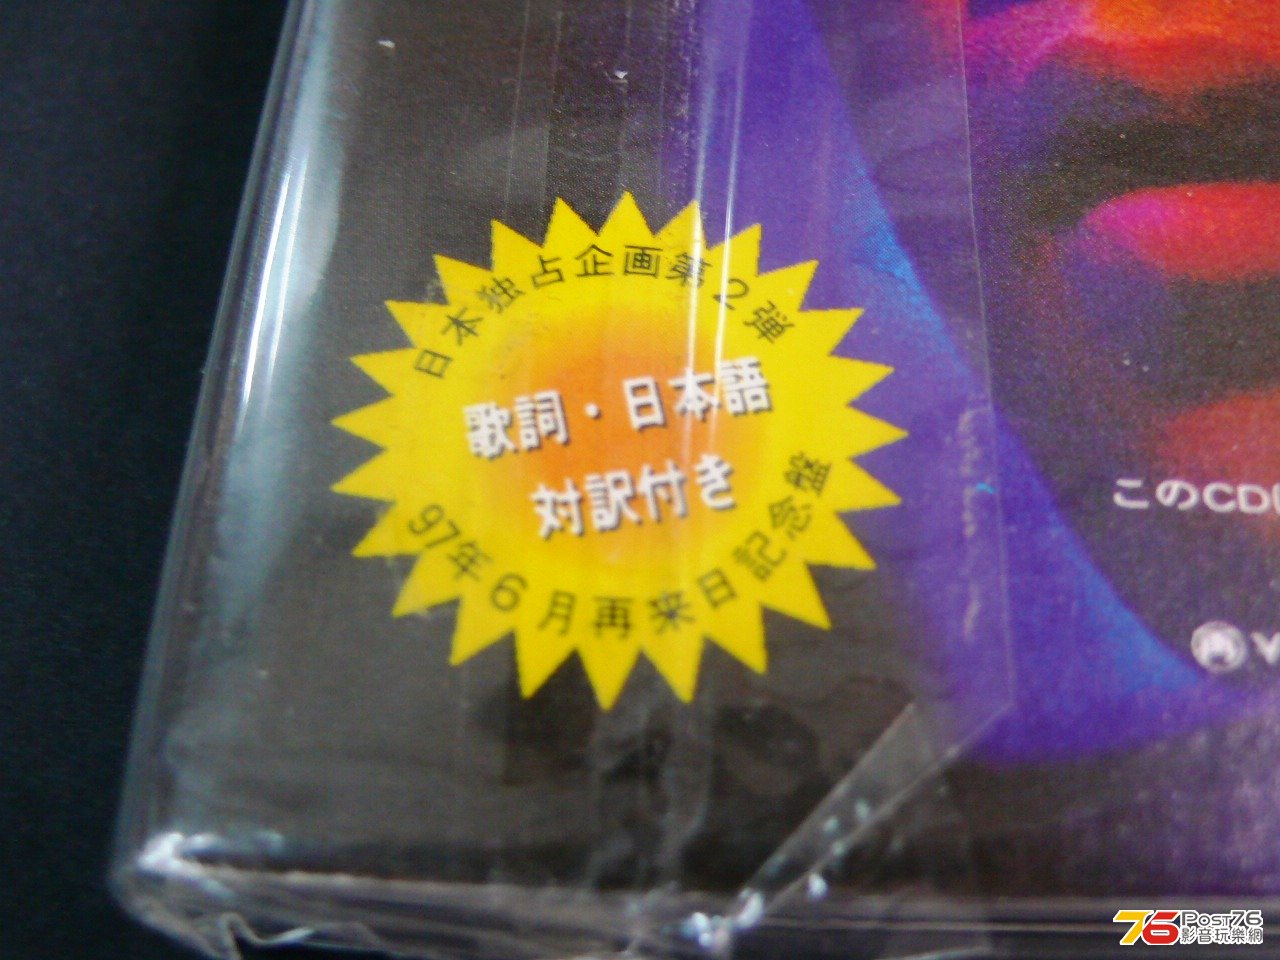 日本独占企画第2弾
歌詞・日本語
対訳付き
97年6月再来日記念盤
このCD
Post76
影音玩樂網